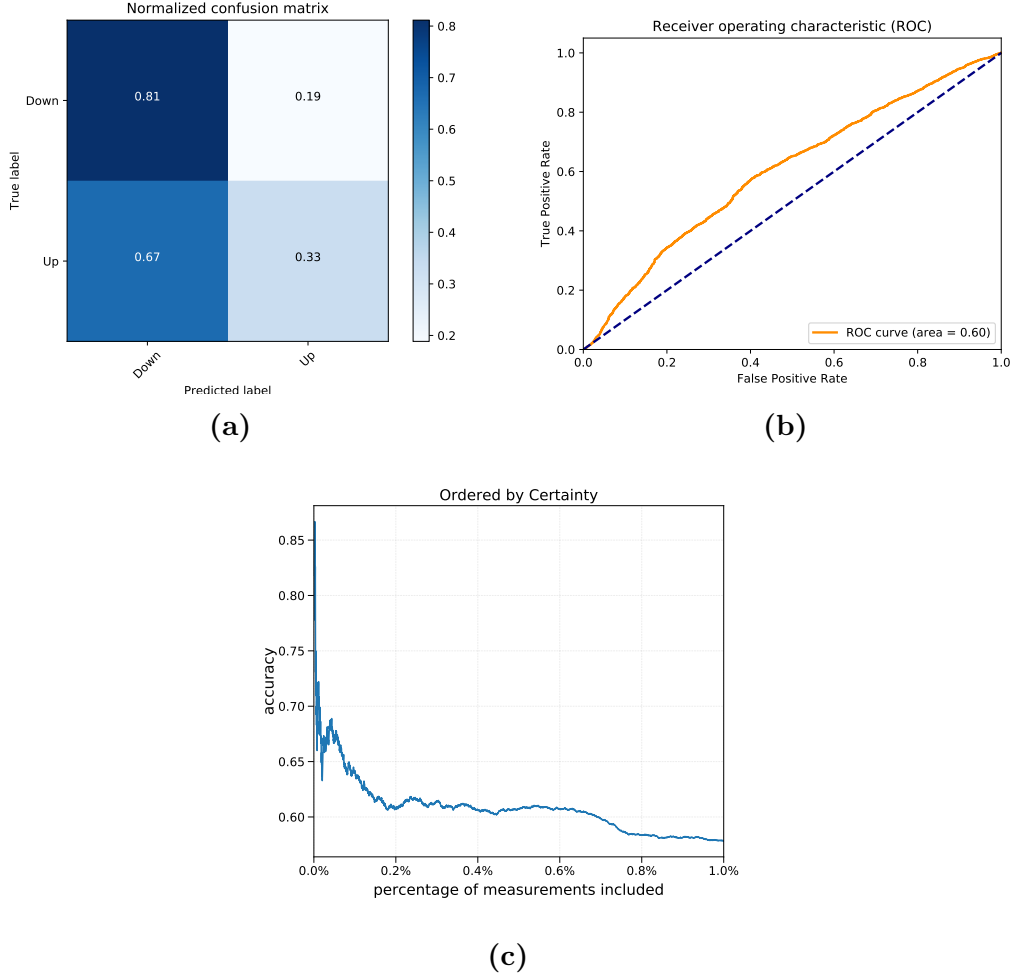 Normalized confusion matrix
True label
Down
Up
0.81
0.19
0.67
0.33
Down
Up
Predicted label
0.8
0.7
0.6
0.5
0.4
0.3
0.2
(a)
Receiver operating characteristic (ROC)
True Positive Rate
1.0
0.8
0.6
0.4
0.2
0.0
ROC curve (area = 0.60)
0.0 0.2 0.4 0.6 0.8 1.0
False Positive Rate
(b)
Ordered by Certainty
accuracy
0.85
0.80
0.75
0.70
0.65
0.60
0.0% 0.2% 0.4% 0.6% 0.8% 1.0%
percentage of measurements included
(c)